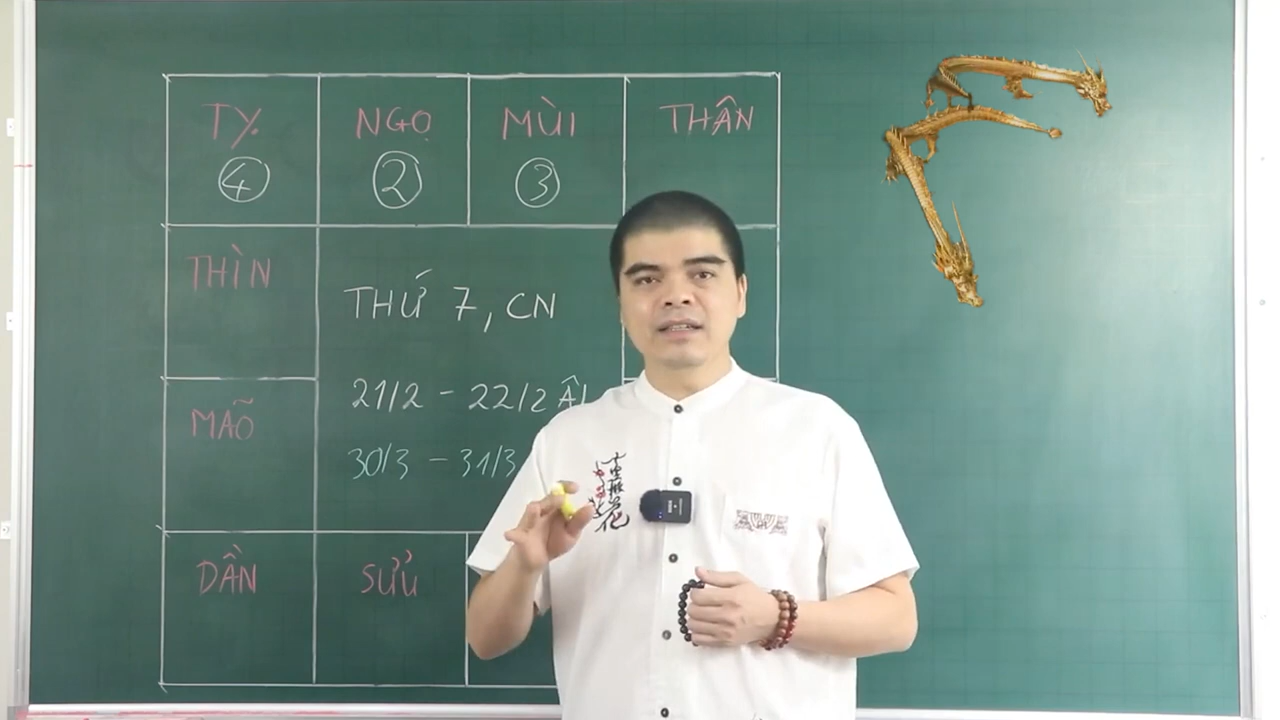 TỴ NGỌ MÙI THÂN
④ ② ③
THÌN
THỨ 7, CN
21/2 - 22/2 ÂL
MÃO
30/3 - 31/3
DẦN SỬU